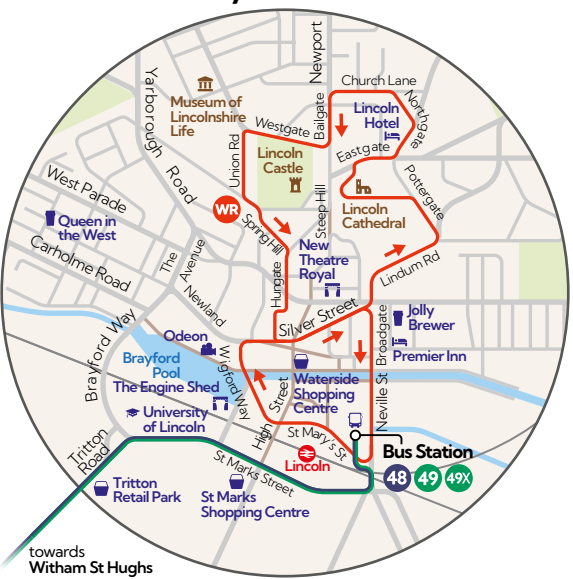 Newport
Church Lane
Yarborough Road
Museum of
Lincolnshire
Life
Lincoln
Hotel
Northgate
Westgate
Bailgate
Eastgate
Union Rd
Lincoln
Castle
West Parade
Pottergate
Steep Hill
Lincoln
Cathedral
WR
Queen in
the West
Spring Hill
Carholme Road
The Avenue
New
Theatre
Royal
Lindum Rd
Hungate
Newland
Silver Street
Brayford Way
Odeon
Jolly
Brewer
Broadgate
Premier Inn
Brayford
Pool
Wigford Way
The Engine Shed
Waterside
Shopping
Centre
High Street
Neville St
University
of Lincoln
St Mary's St
Tritton Road
Lincoln
Bus Station
48 49 49X
St Marks Street
Tritton
Retail Park
St Marks
Shopping Centre
towards
Witham St Hughs